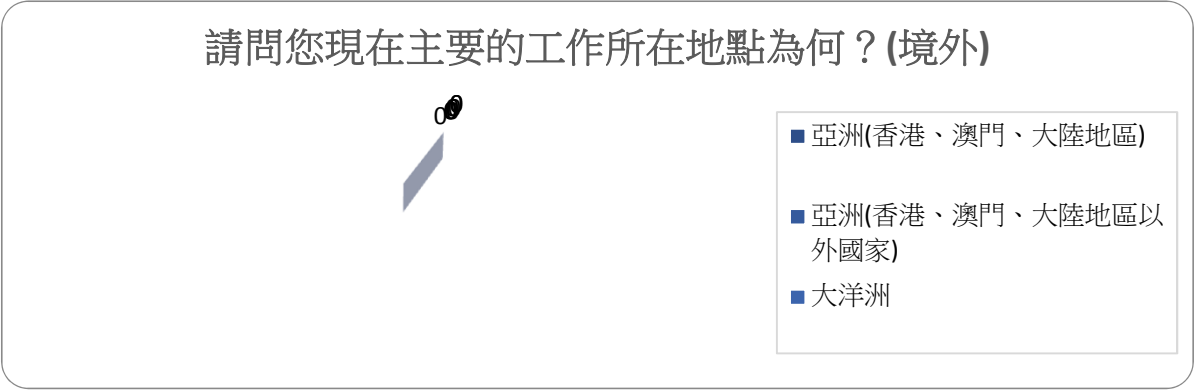 請問您現在主要的工作所在地點為何？(境外)
0
亞洲(香港、澳門、大陸地區)
亞洲(香港、澳門、大陸地區以
外國家)
大洋洲